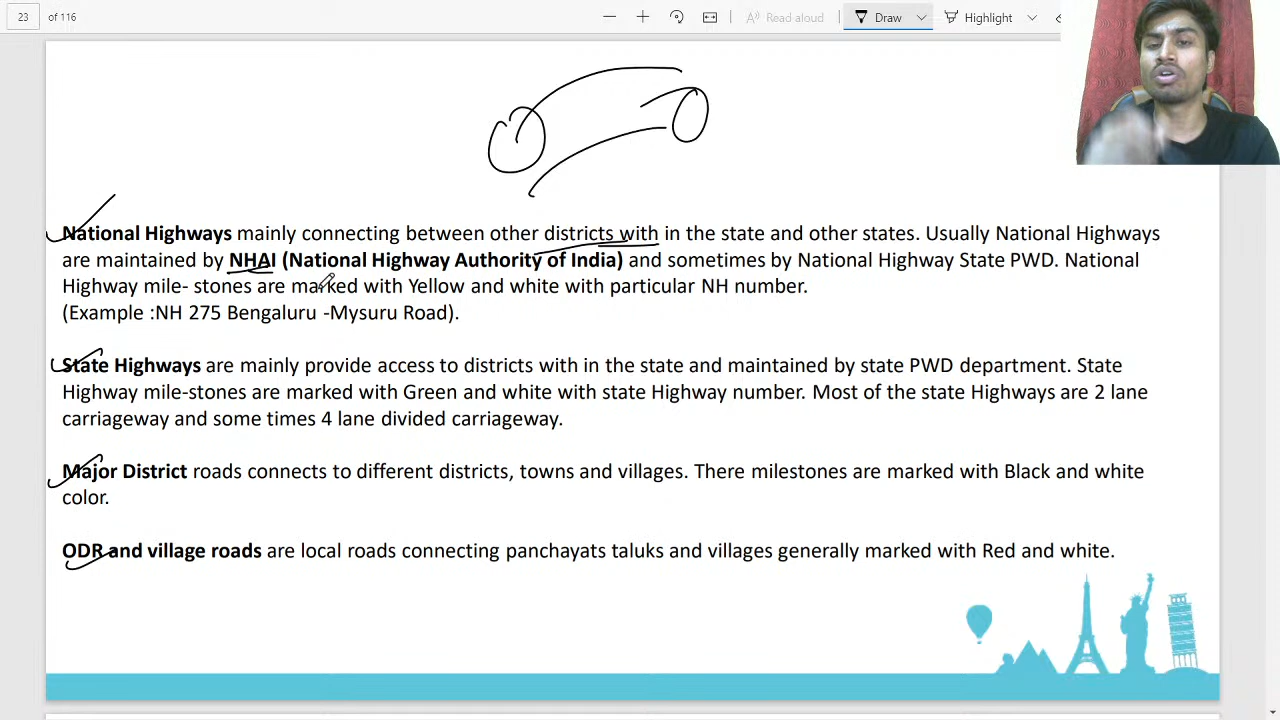 23 of 116
Read aloud
Draw
Highlight
National Highways mainly connecting between other districts with in the state and other states. Usually National Highways
are maintained by NHAI (National Highway Authority of India) and sometimes by National Highway State PWD. National
Highway mile- stones are marked with Yellow and white with particular NH number.
(Example :NH 275 Bengaluru -Mysuru Road).
State Highways are mainly provide access to districts with in the state and maintained by state PWD department. State
Highway mile-stones are marked with Green and white with state Highway number. Most of the state Highways are 2 lane
carriageway and some times 4 lane divided carriageway.
Major District roads connects to different districts, towns and villages. There milestones are marked with Black and white
color.
ODR and village roads are local roads connecting panchayats taluks and villages generally marked with Red and white.